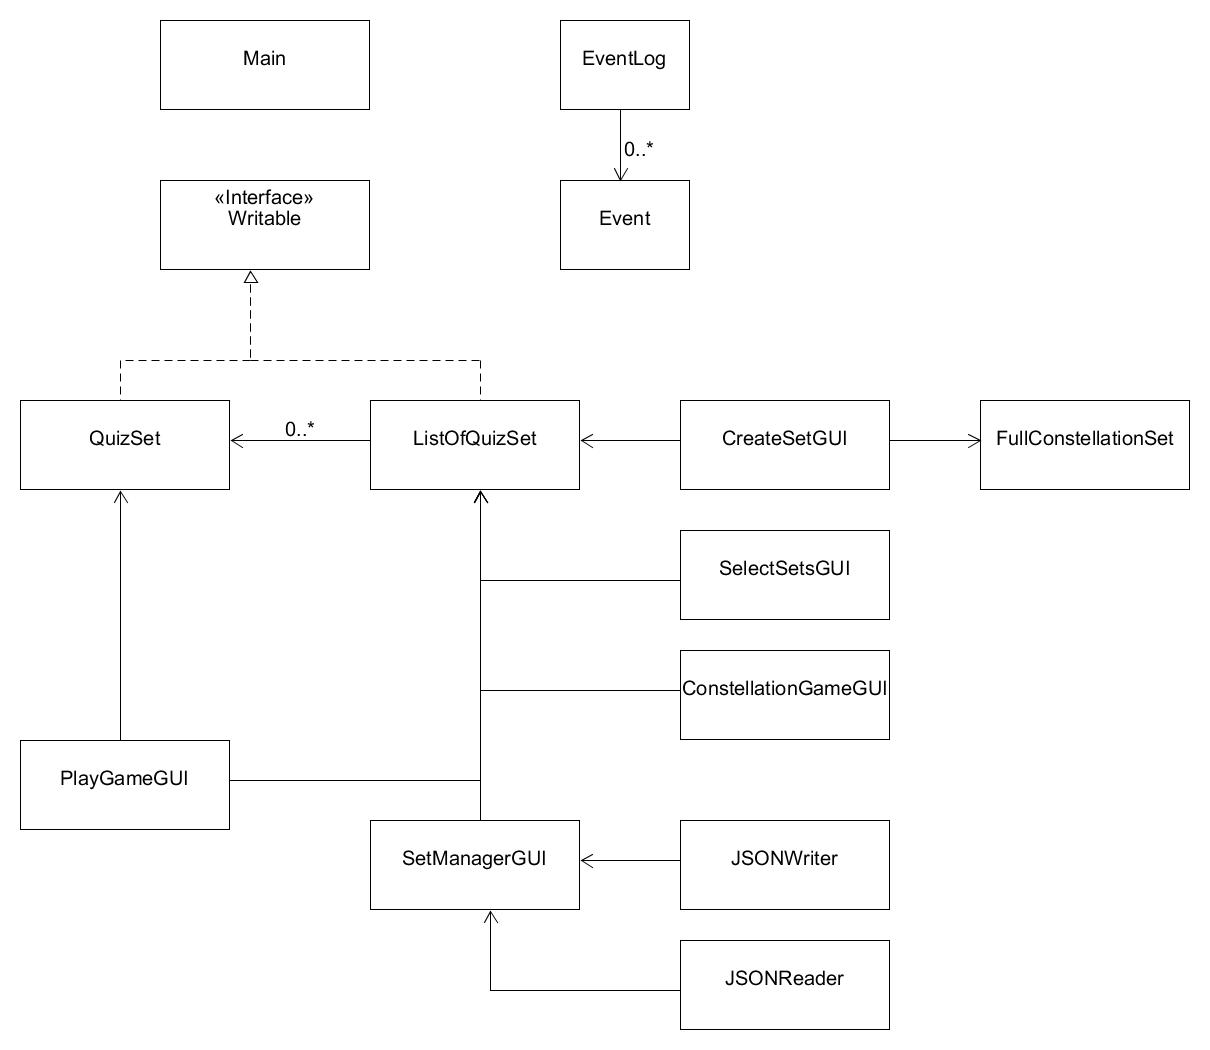 Main
EventLog
0..*
«Interface»
Writable
Event
QuizSet
0..*
ListOfQuizSet
CreateSetGUI
FullConstellationSet
SelectSetsGUI
ConstellationGameGUI
PlayGameGUI
SetManagerGUI
JSONWriter
JSONReader